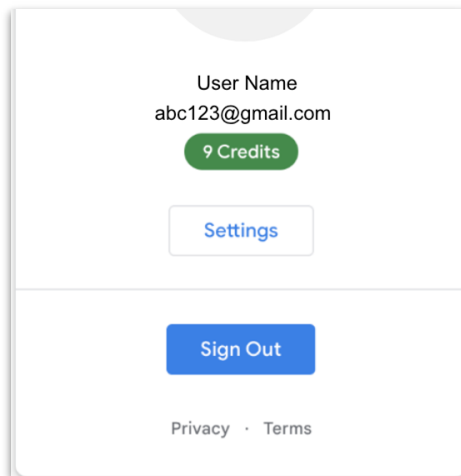 User Name
abc123@gmail.com
9 Credits
Settings
Sign Out
Privacy · Terms